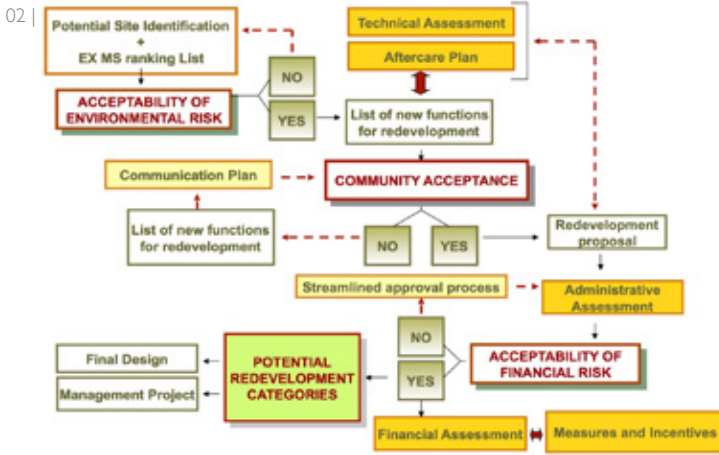 02 |
Potential Site Identification
+
EX MS ranking List
Technical Assessment
Aftercare Plan
NO
YES
ACCEPTABILITY OF
ENVIRONMENTAL RISK
List of new functions
for redevelopment
Communication Plan
COMMUNITY ACCEPTANCE
List of new functions
for redevelopment
NO
YES
Redevelopment
proposal
Streamlined approval process
Administrative
Assessment
NO
YES
ACCEPTABILITY OF
FINANCIAL RISK
POTENTIAL
REDEVELOPMENT
CATEGORIES
Final Design
Management Project
Financial Assessment
Measures and Incentives